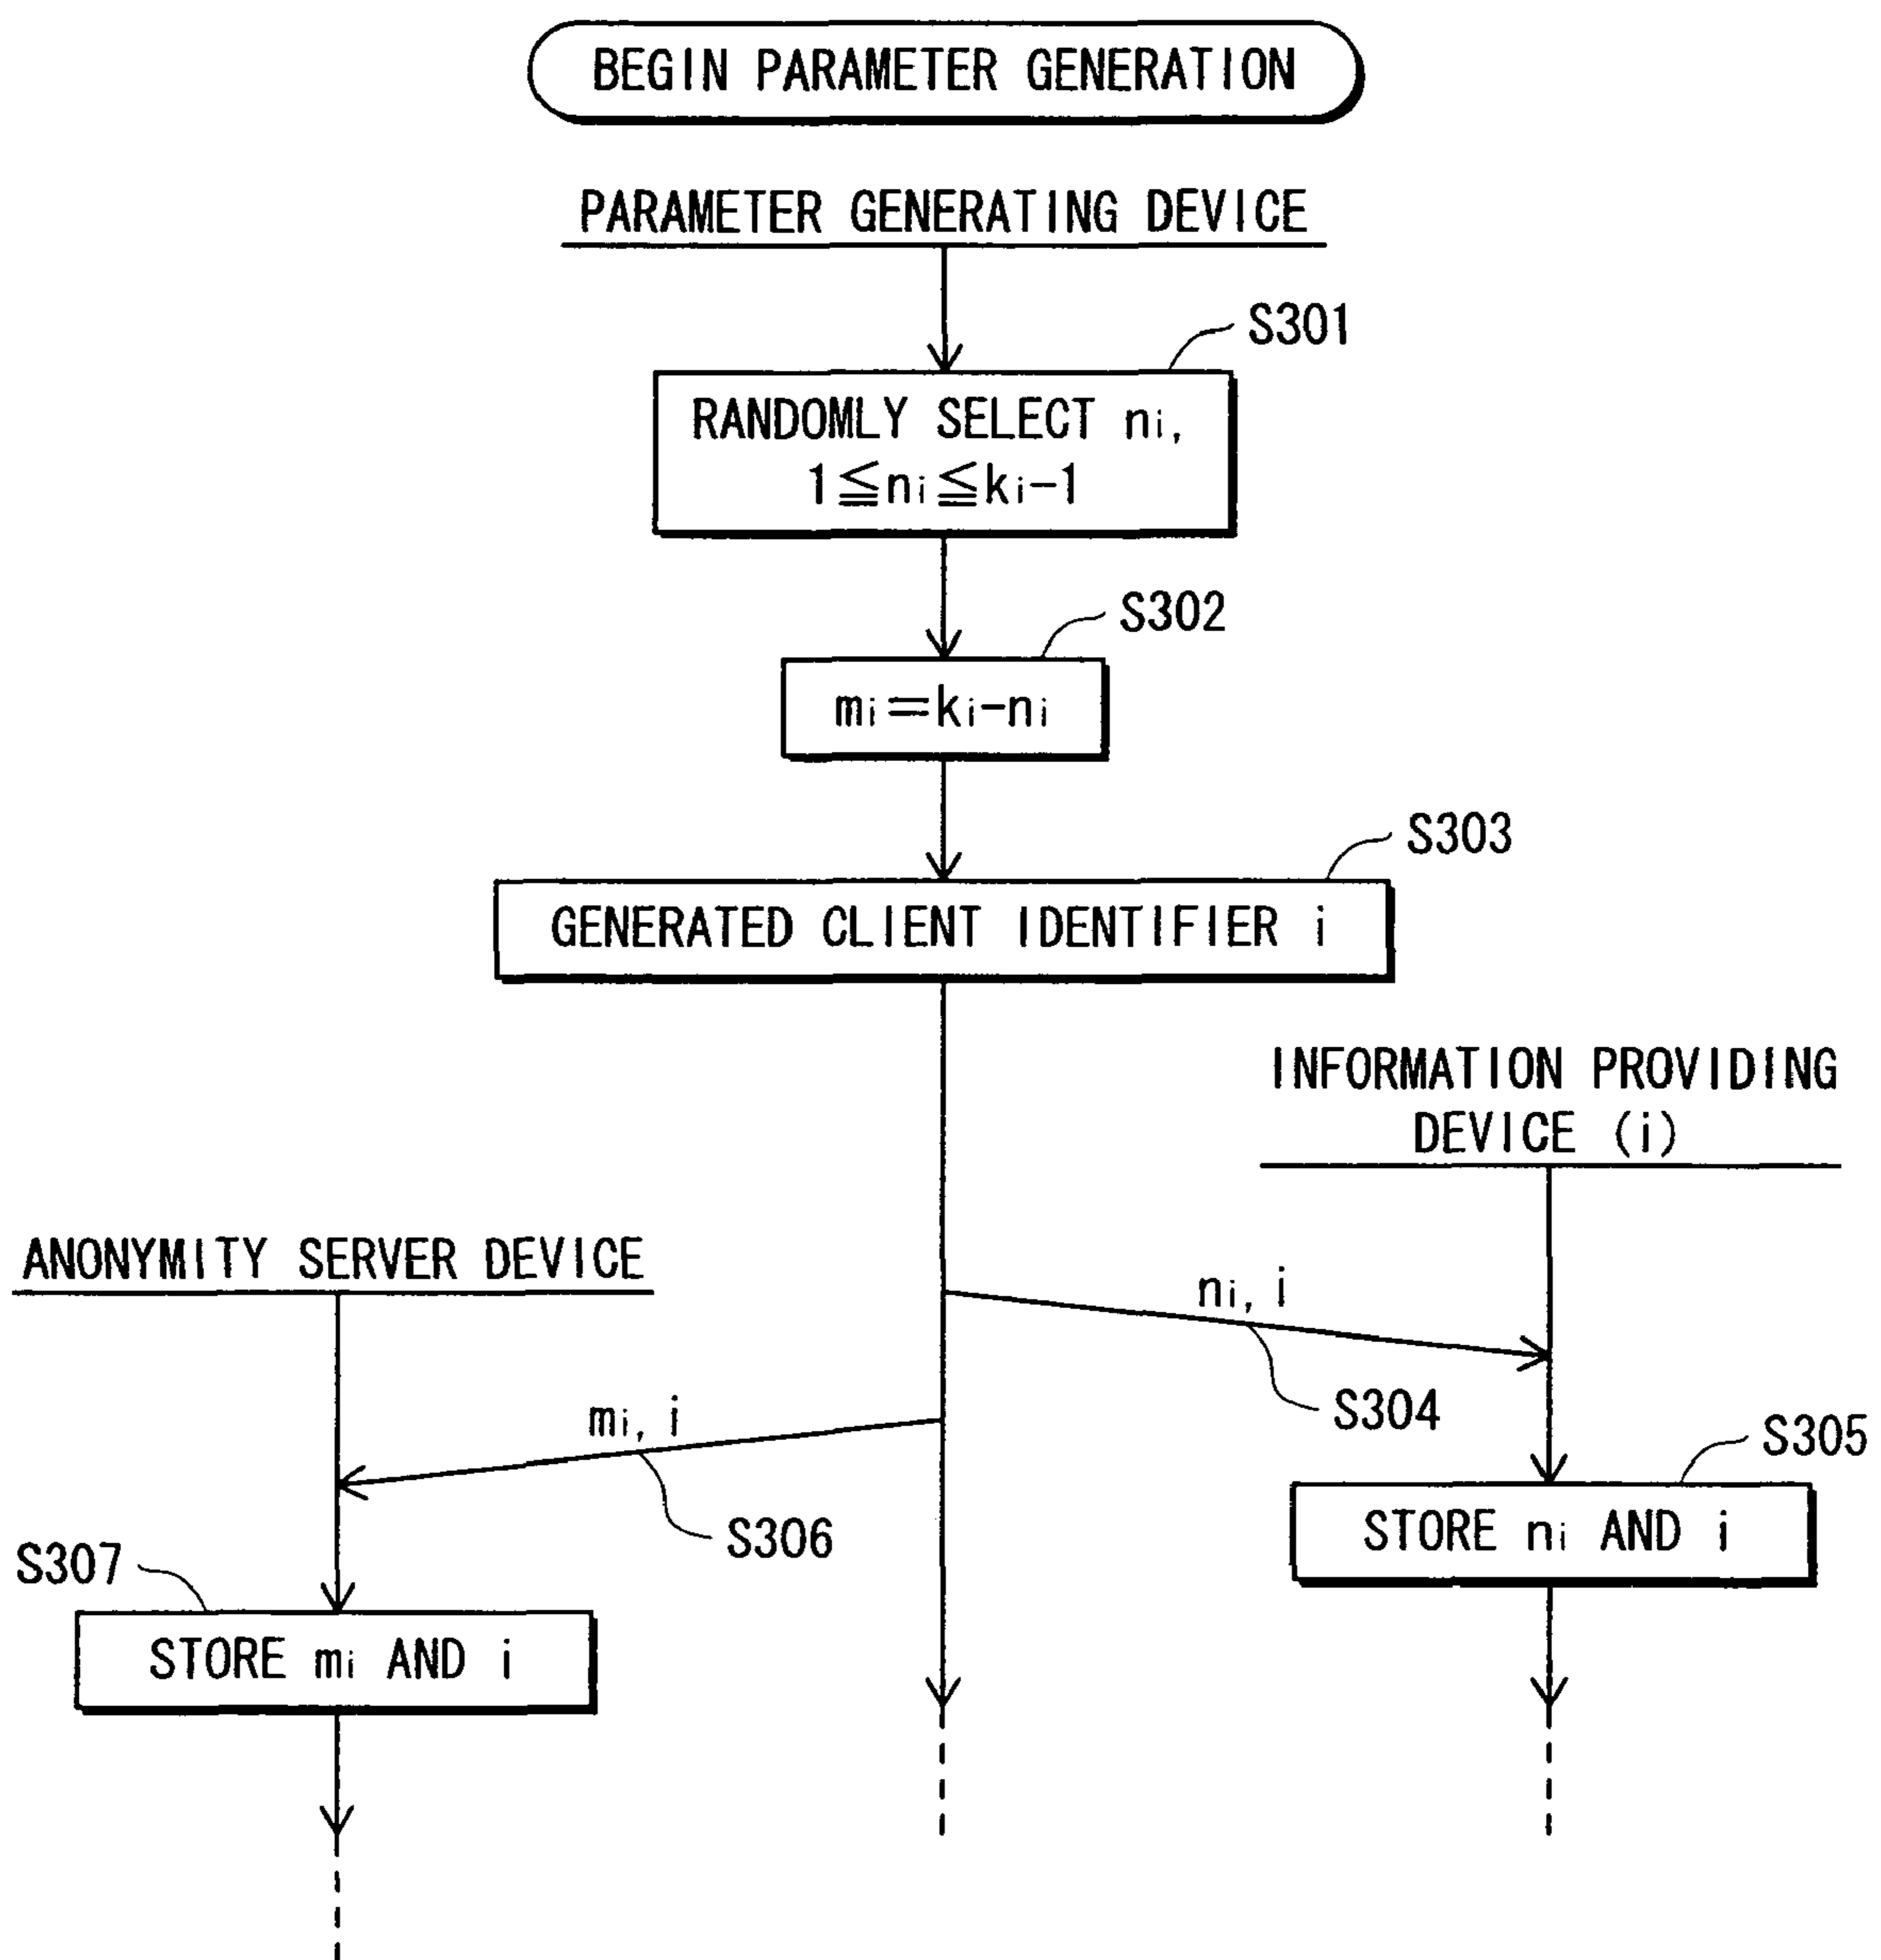 BEGIN PARAMETER GENERATION
PARAMETER GENERATING DEVICE
S301
RANDOMLY SELECT ni,
1≦ni≦ki-1
S302
mi=ki-ni
S303
GENERATED CLIENT IDENTIFIER i
INFORMATION PROVIDING
DEVICE (i)
ANONYMITY SERVER DEVICE
ni, i
S304
mi, i
S305
S306
STORE ni AND i
S307
STORE mi AND i